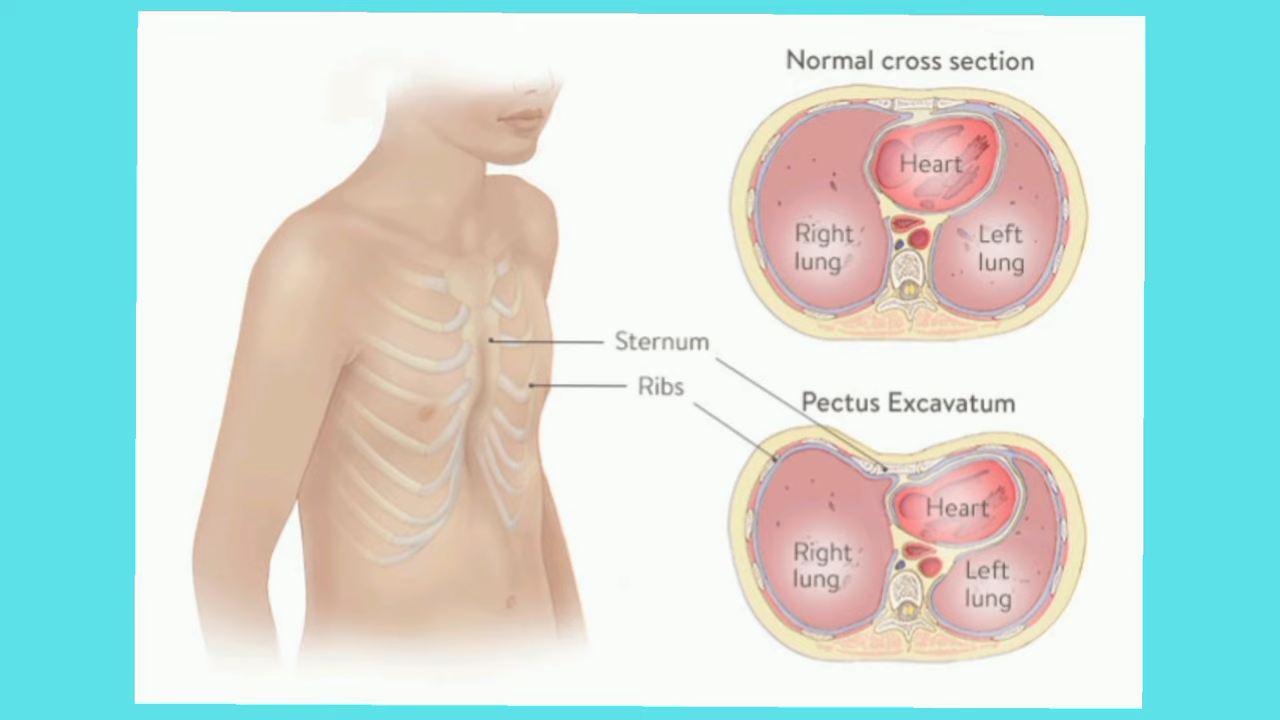 Normal cross section
Heart
Right
lung
Left
lung
Sternum
Ribs
Pectus Excavatum
Heart
Right
lung
Left
lung